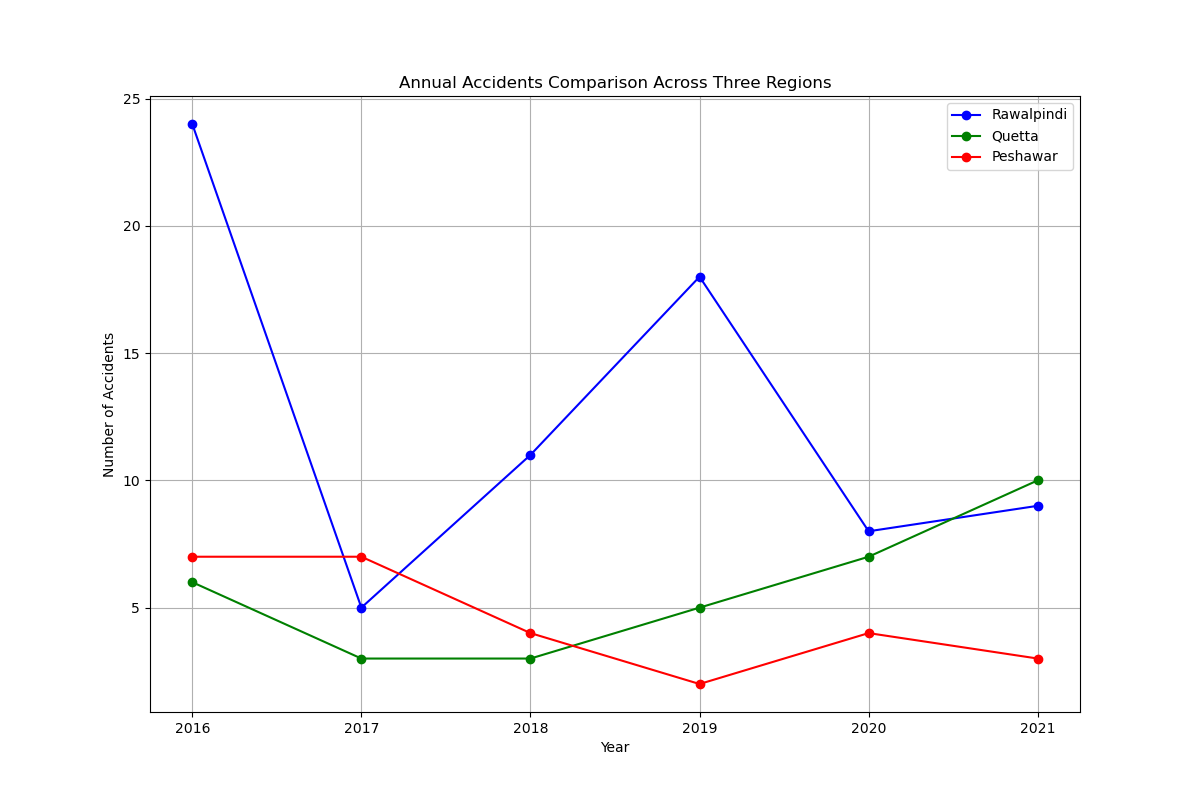 Annual Accidents Comparison Across Three Regions
Rawalpindi
Quetta
Peshawar
Number of Accidents
25
20
15
10
5
2016 2017 2018 2019 2020 2021
Year